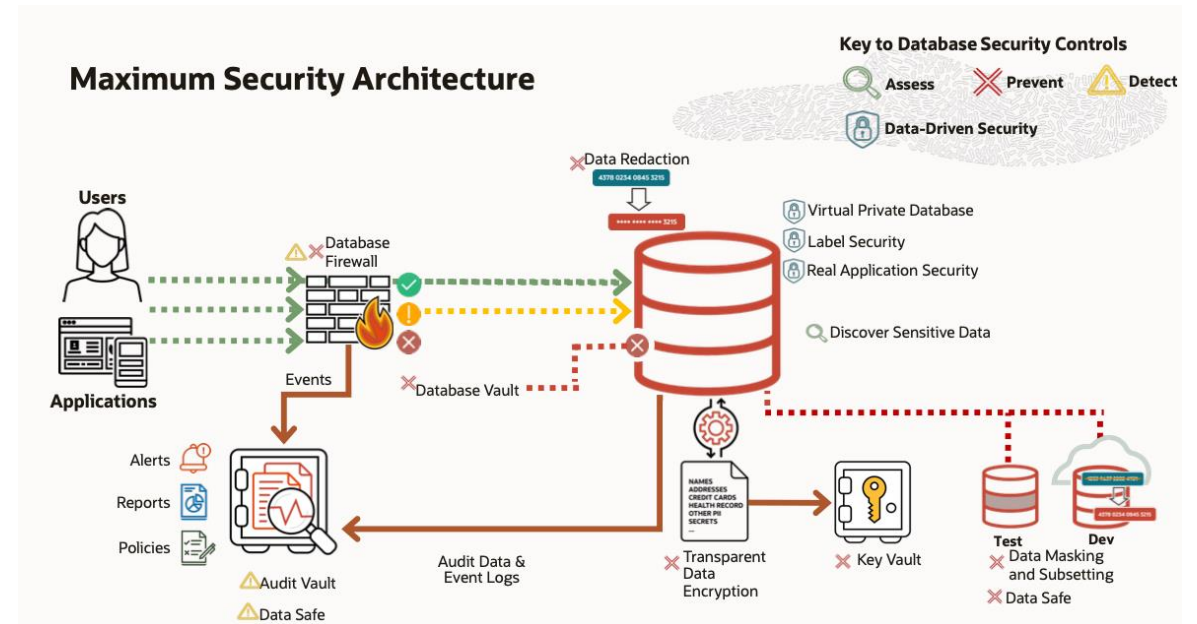 Maximum Security Architecture
Key to Database Security Controls
Assess
Prevent
Detect
Data-Driven Security
Data Redaction
4378 0234 0845 3215
•••• •••• •••• 3215
Users
Database
Firewall
Virtual Private Database
Label Security
Real Application Security
Discover Sensitive Data
Applications
Events
Database Vault
Alerts
Reports
Policies
Audit Vault
Data Safe
Audit Data &
Event Logs
NAMES
ADDRESSES
CREDIT CARDS
HEALTH RECORD
OTHER PII
SECRETS
...
Transparent
Data
Encryption
Key Vault
Test
Dev
4378 0234 0845 3215
Data Masking
and Subsetting
Data Safe